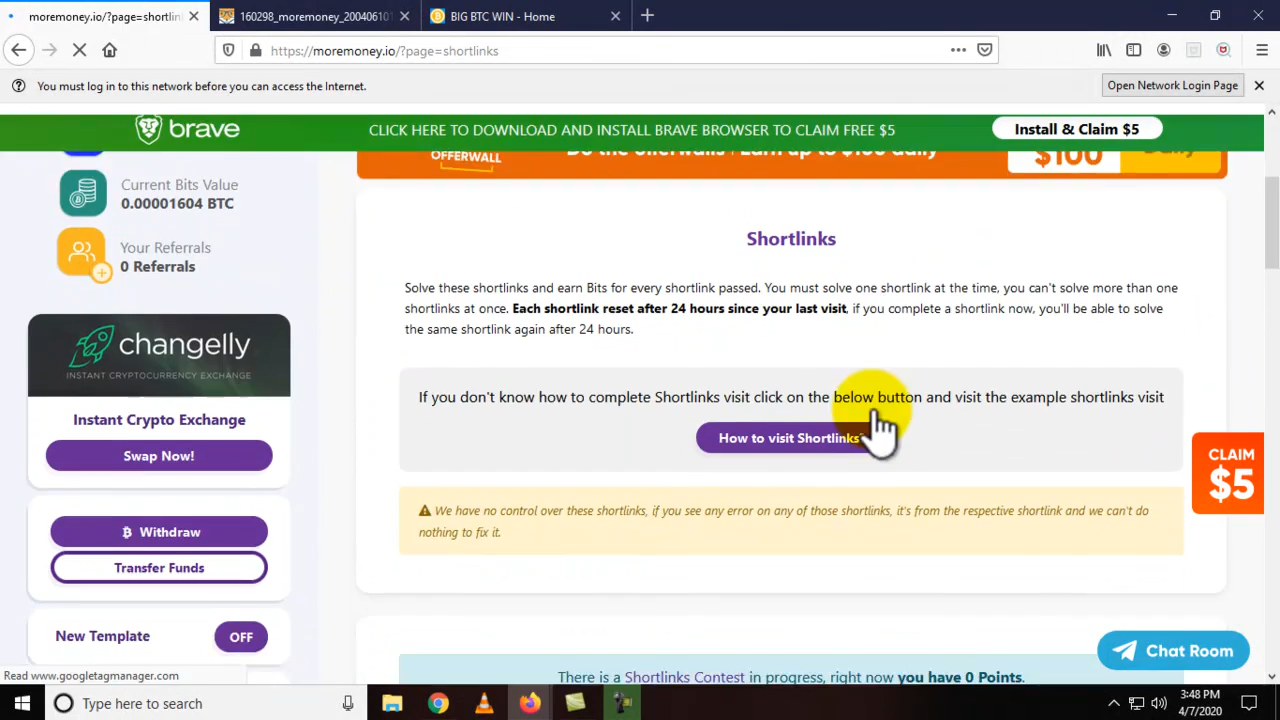 moremoney.io/?page=shortlin
160298_moremoney_200406101
BIG BTC WIN - Home
https://moremoney.io/?page=shortlinks
You must log in to this network before you can access the Internet.
Open Network Login Page
brave
CLICK HERE TO DOWNLOAD AND INSTALL BRAVE BROWSER TO CLAIM FREE $5
Install & Claim $5
OFFERWALL
$100
Daily
Current Bits Value
0.00001604 BTC
Your Referrals
0 Referrals
Shortlinks
Solve these shortlinks and earn Bits for every shortlink passed. You must solve one shortlink at the time, you can't solve more than one
shortlinks at once. Each shortlink reset after 24 hours since your last visit, if you complete a shortlink now, you'll be able to solve
the same shortlink again after 24 hours.
changelly
INSTANT CRYPTOCURRENCY EXCHANGE
Instant Crypto Exchange
Swap Now!
If you don't know how to complete Shortlinks visit click on the below button and visit the example shortlinks visit
How to visit Shortlinks
CLAIM
$5
We have no control over these shortlinks, if you see any error on any of those shortlinks, it's from the respective shortlink and we can't do
nothing to fix it.
Withdraw
Transfer Funds
New Template
OFF
Chat Room
There is a Shortlinks Contest in progress, right now you have 0 Points.
Read www.googletagmanager.com
Type here to search
3:48 PM
4/7/2020